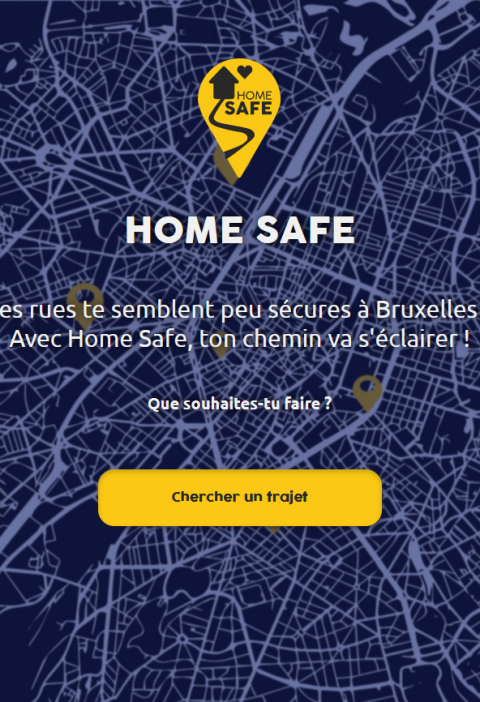 HOME
SAFE
HOME SAFE
es rues te semblent peu sécures à Bruxelles
Avec Home Safe, ton chemin va s'éclairer !
Que souhaites-tu faire ?
Chercher un trajet